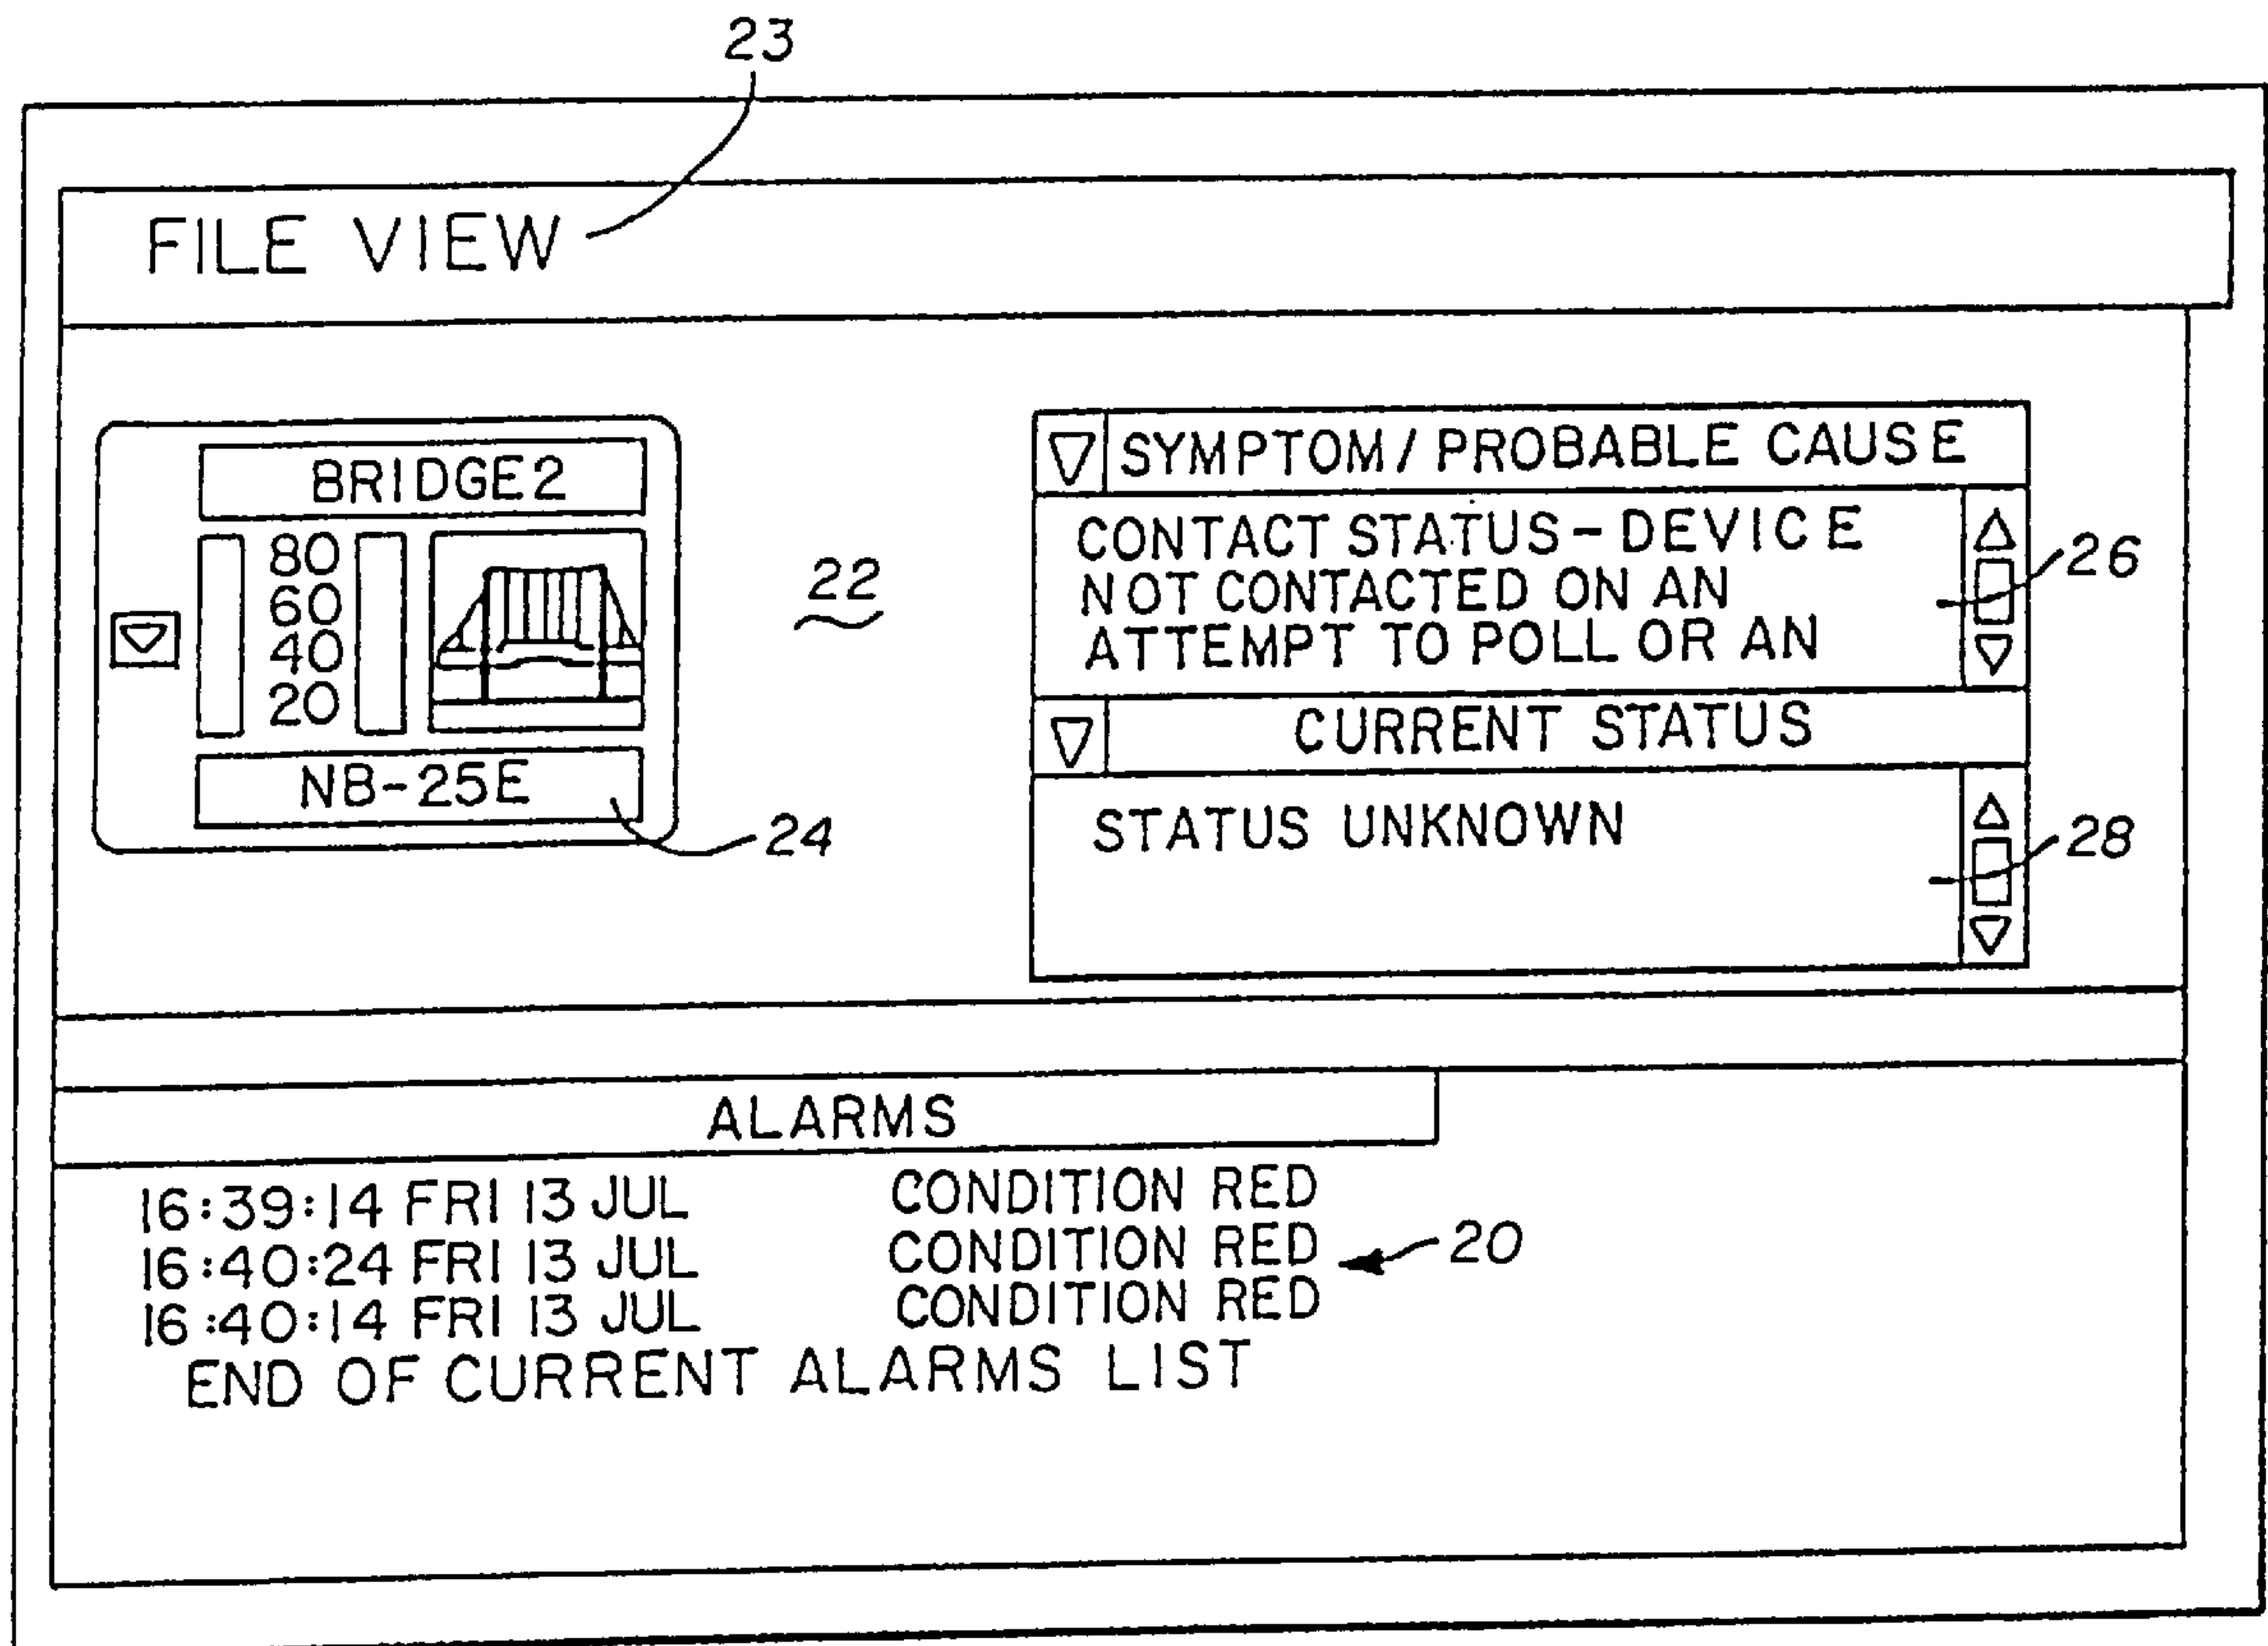 23
FILE VIEW
BRIDGE2
80
60
40
20
NB-25E
24
22
SYMPTOM/PROBABLE CAUSE
CONTACT STATUS-DEVICE
NOT CONTACTED ON AN
ATTEMPT TO POLL OR AN
26
CURRENT STATUS
STATUS UNKNOWN
28
ALARMS
16:39:14 FRI 13 JUL CONDITION RED
16:40:24 FRI 13 JUL CONDITION RED
16:40:14 FRI 13 JUL CONDITION RED
20
END OF CURRENT ALARMS LIST